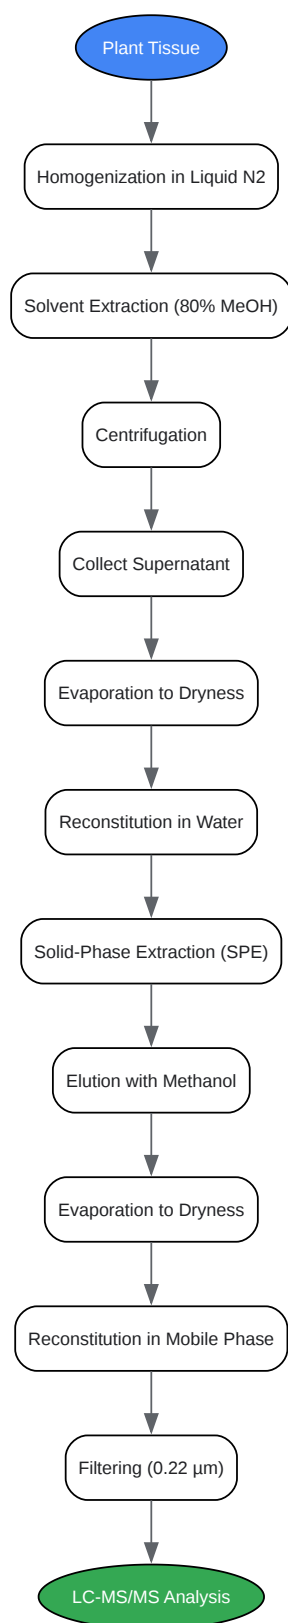 Plant Tissue
Homogenization in Liquid N2
Solvent Extraction (80% MeOH)
Centrifugation
Collect Supernatant
Evaporation to Dryness
Reconstitution in Water
Solid-Phase Extraction (SPE)
Elution with Methanol
Evaporation to Dryness
Reconstitution in Mobile Phase
Filtering (0.22 µm)
LC-MS/MS Analysis